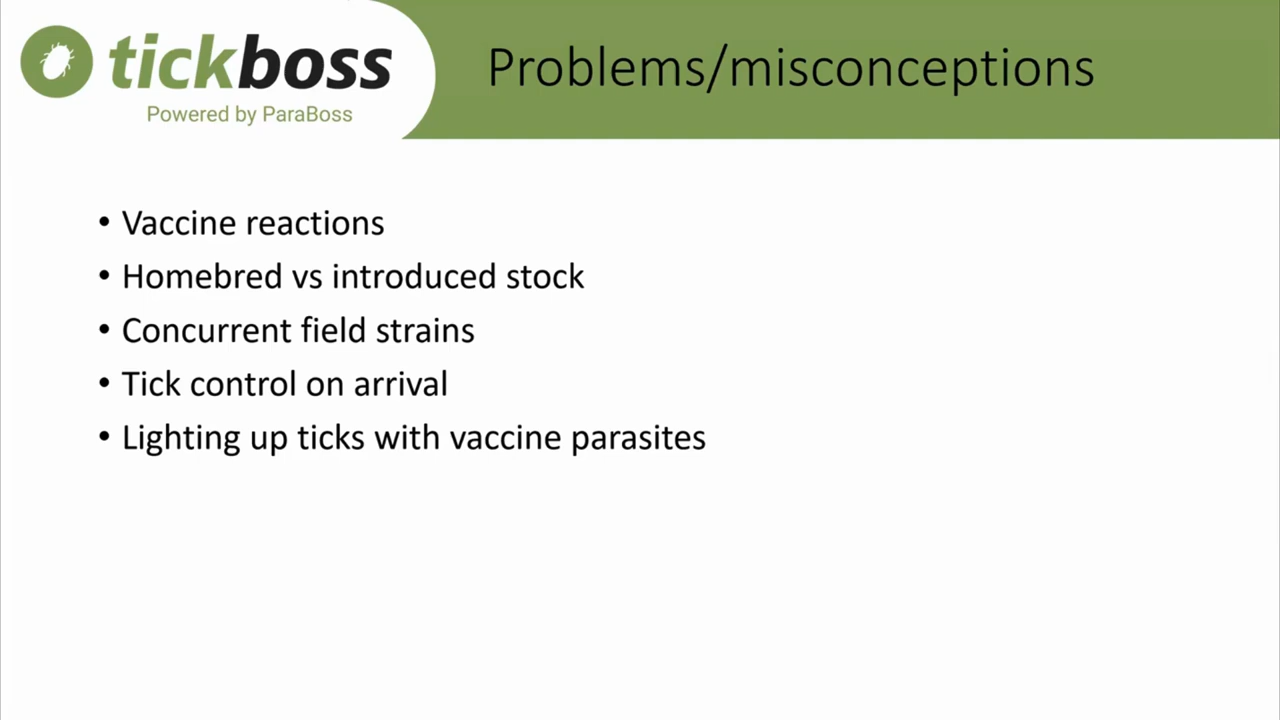 tickboss
Powered by ParaBoss
Problems/misconceptions
• Vaccine reactions
• Homebred vs introduced stock
• Concurrent field strains
• Tick control on arrival
• Lighting up ticks with vaccine parasites